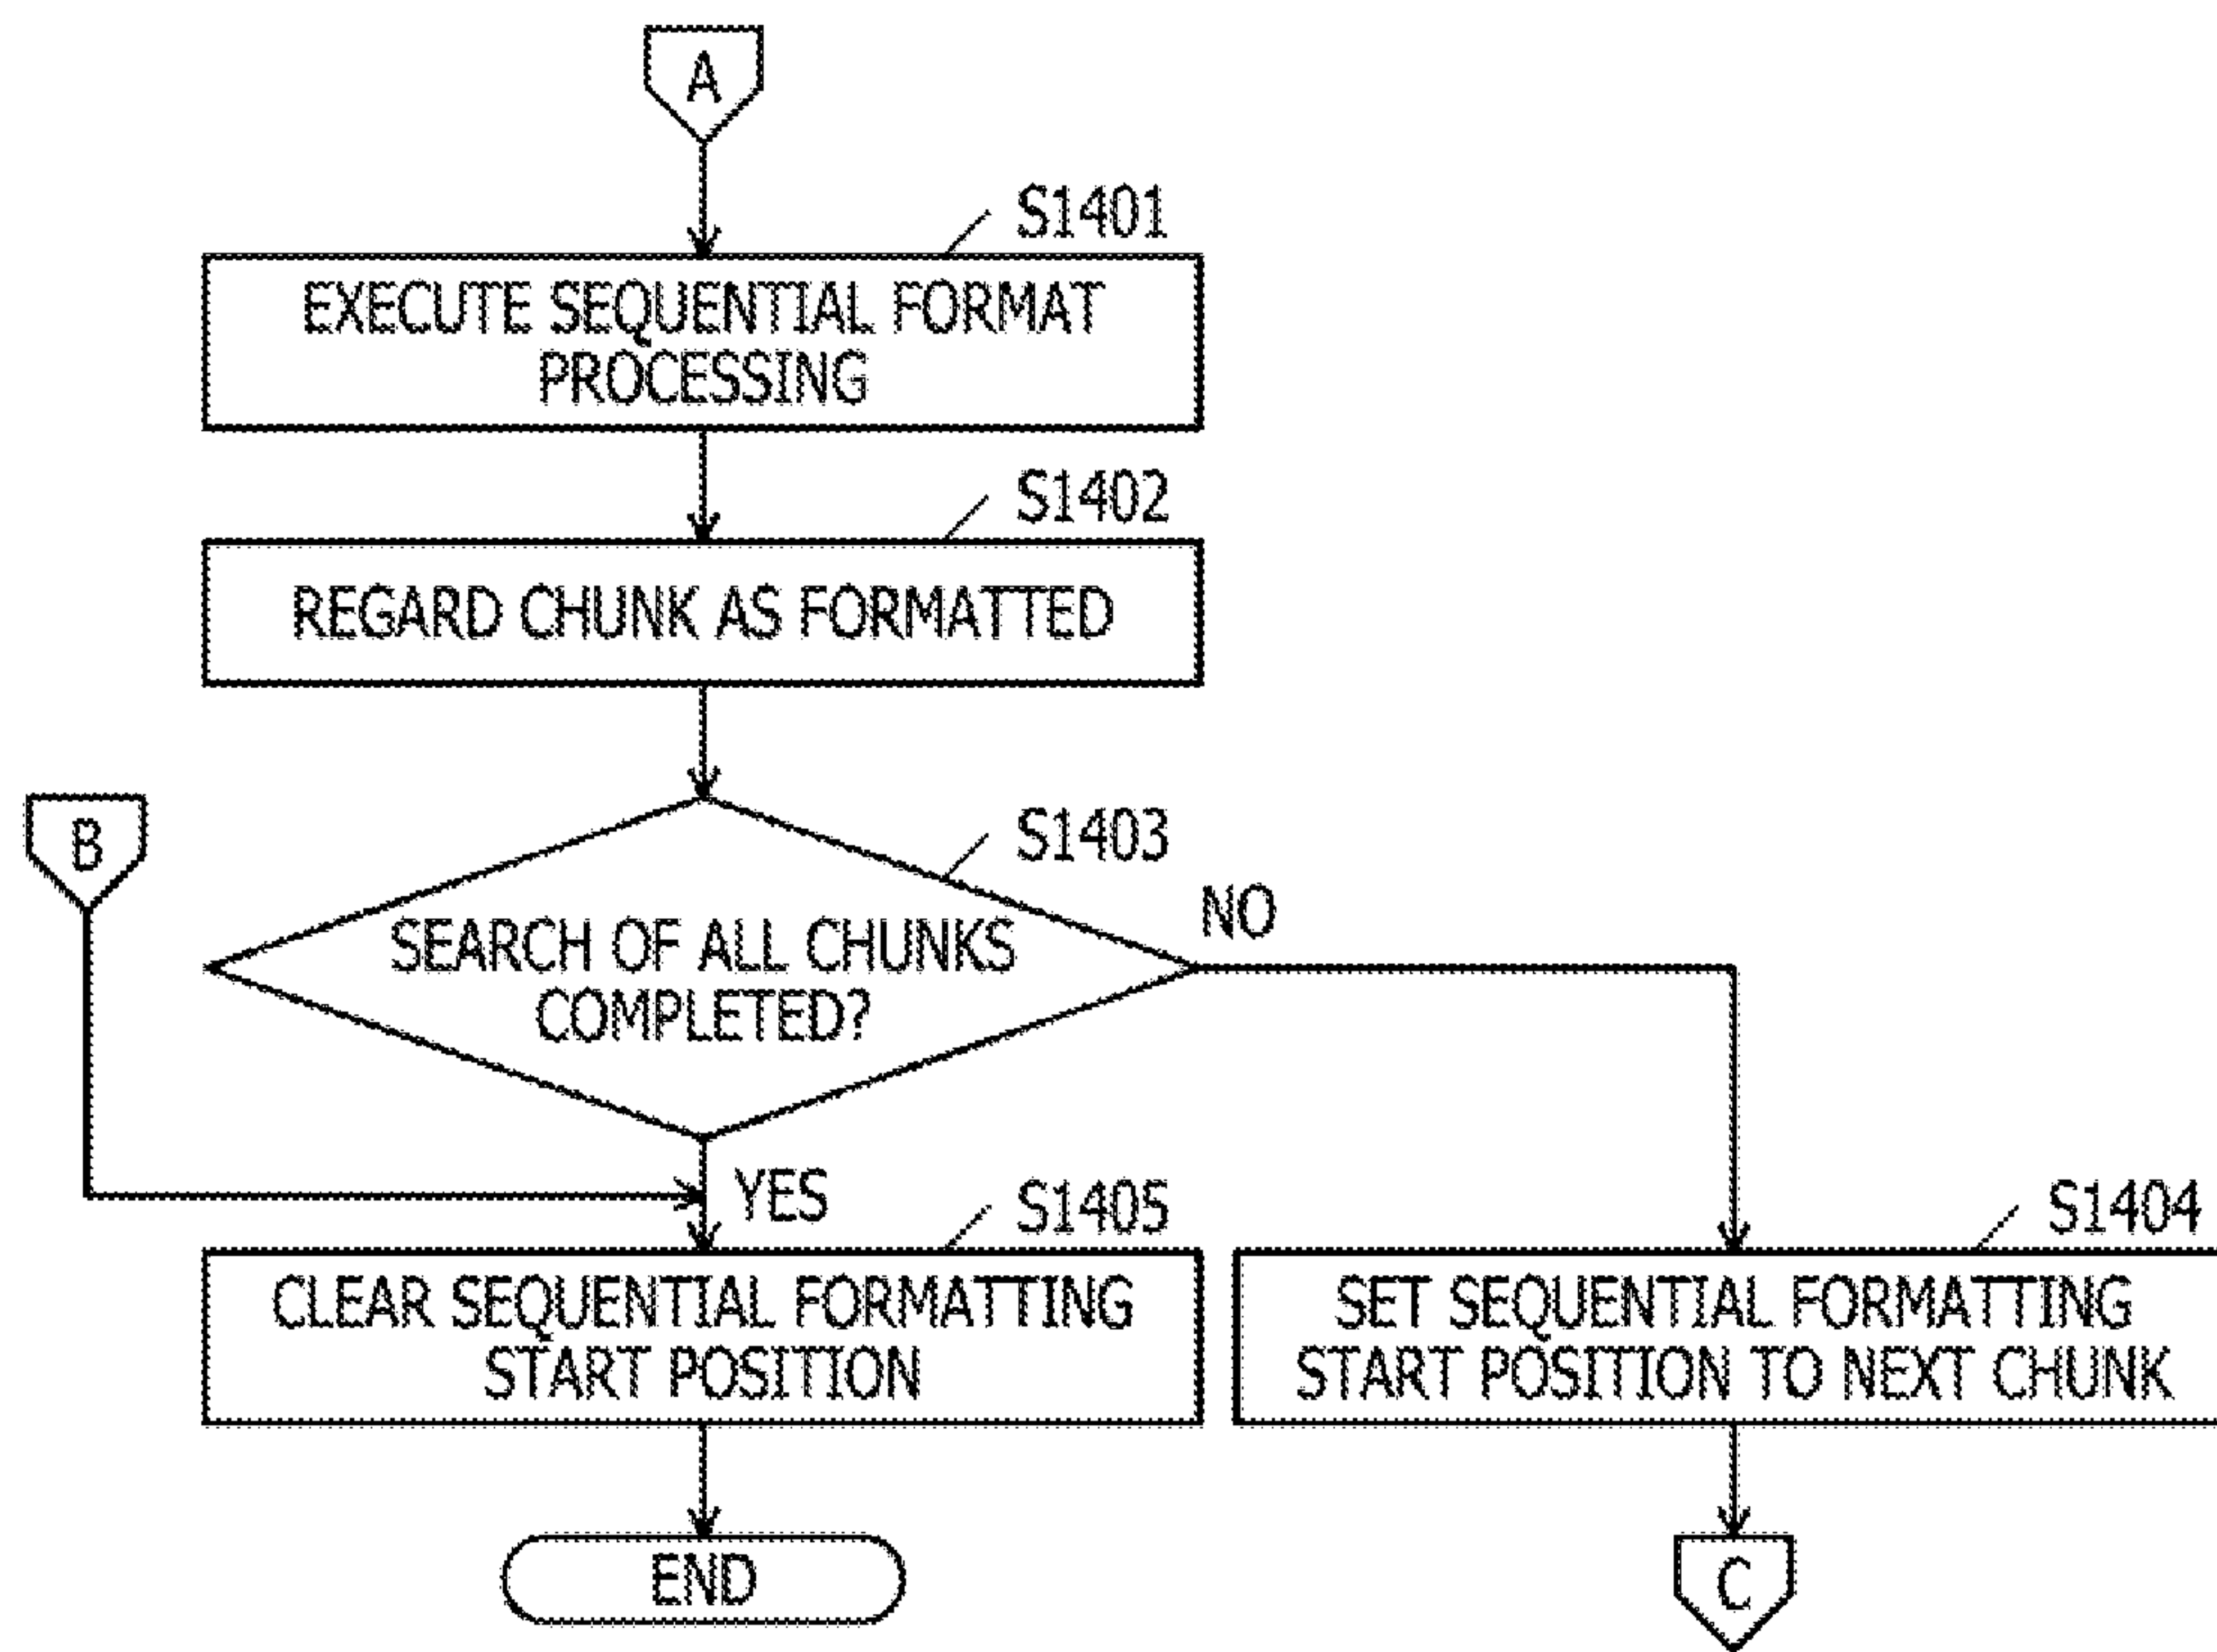 A
S1401
EXECUTE SEQUENTIAL FORMAT
PROCESSING
S1402
REGARD CHUNK AS FORMATTED
B
S1403
NO
SEARCH OF ALL CHUNKS
COMPLETED?
YES
S1405
S1404
CLEAR SEQUENTIAL FORMATTING
START POSITION
SET SEQUENTIAL FORMATTING
START POSITION TO NEXT CHUNK
END
C